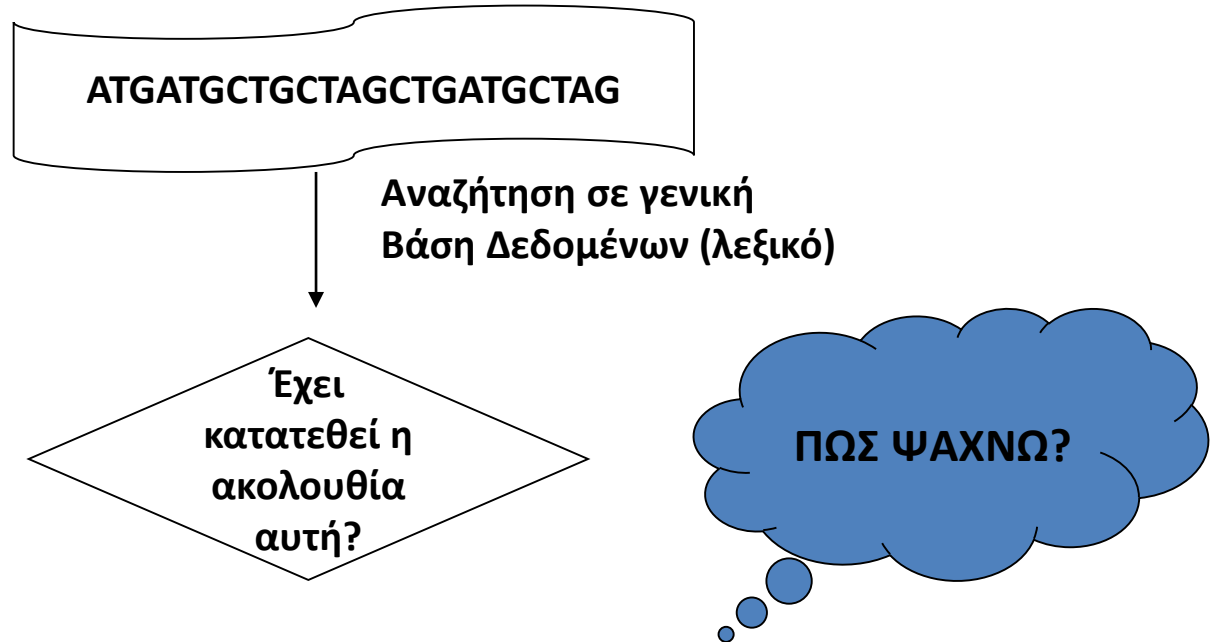 ATGATGCTGCTAGCTGATGCTAG
Αναζήτηση σε γενική
Βάση Δεδομένων (λεξικό)
Έχει
κατατεθεί η
ακολουθία
αυτή?
ΠΩΣ ΨΑΧΝΩ?